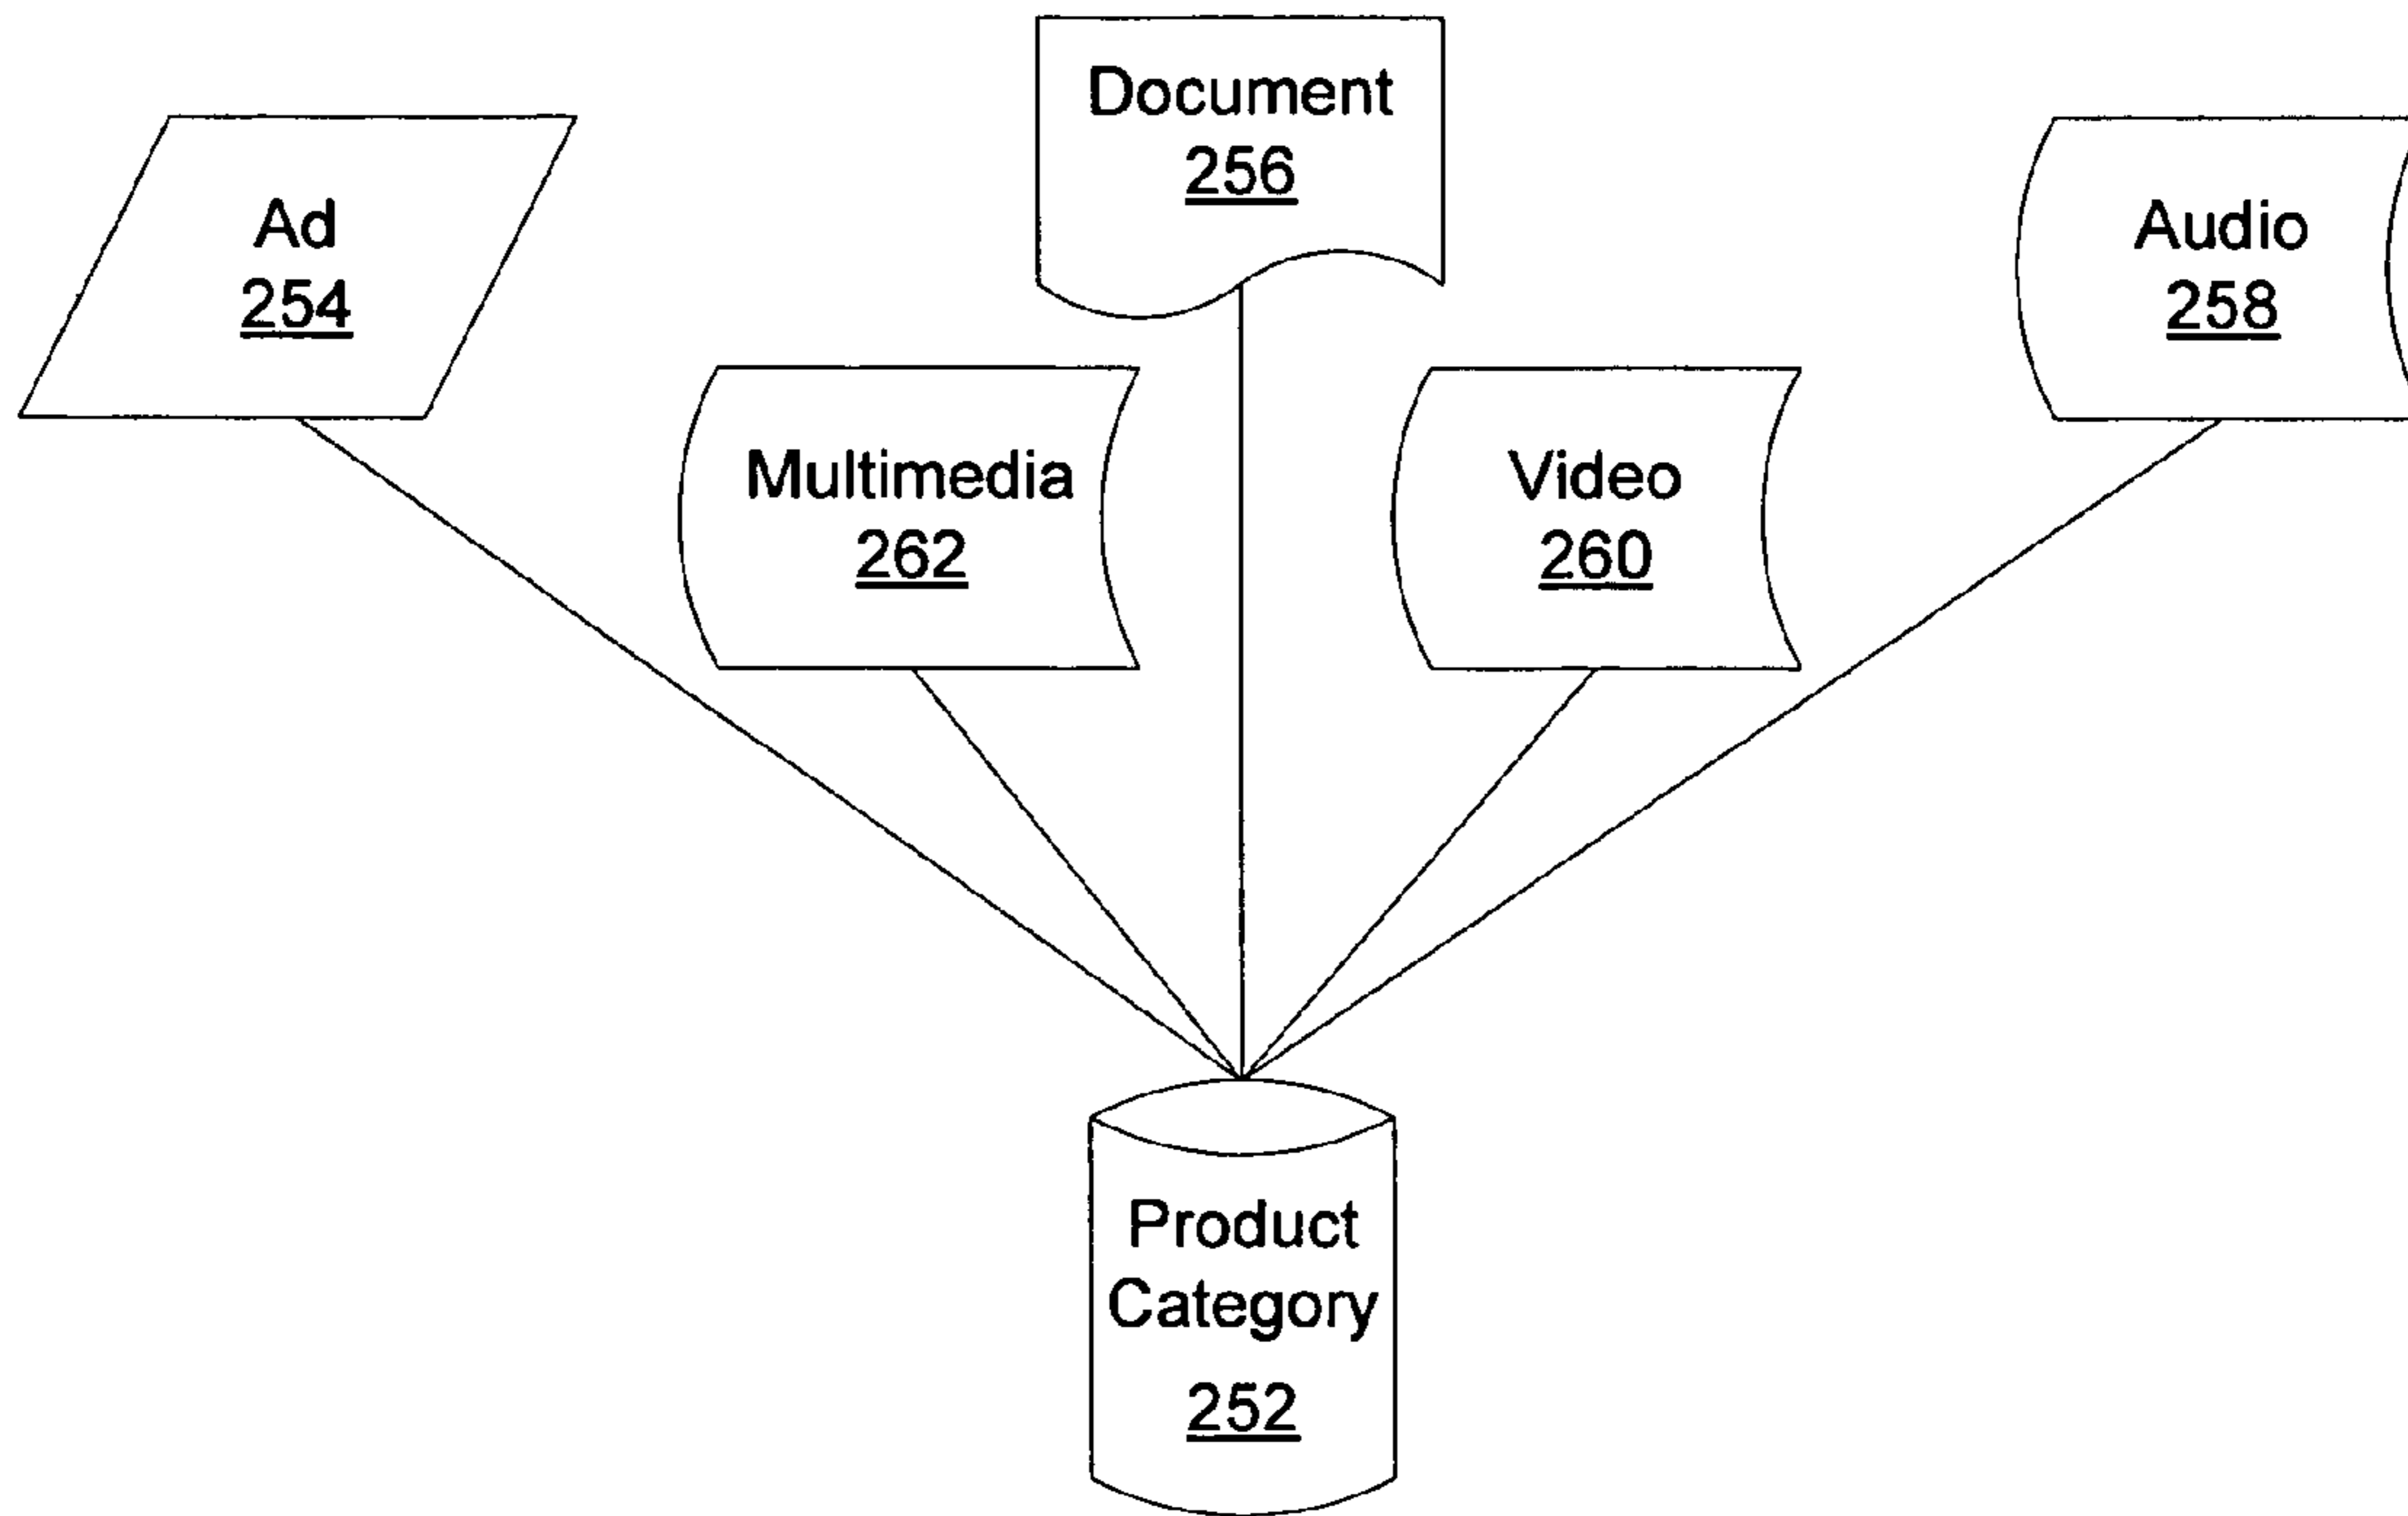 Document
256
Ad
254
Audio
258
Multimedia
262
Video
260
Product
Category
252